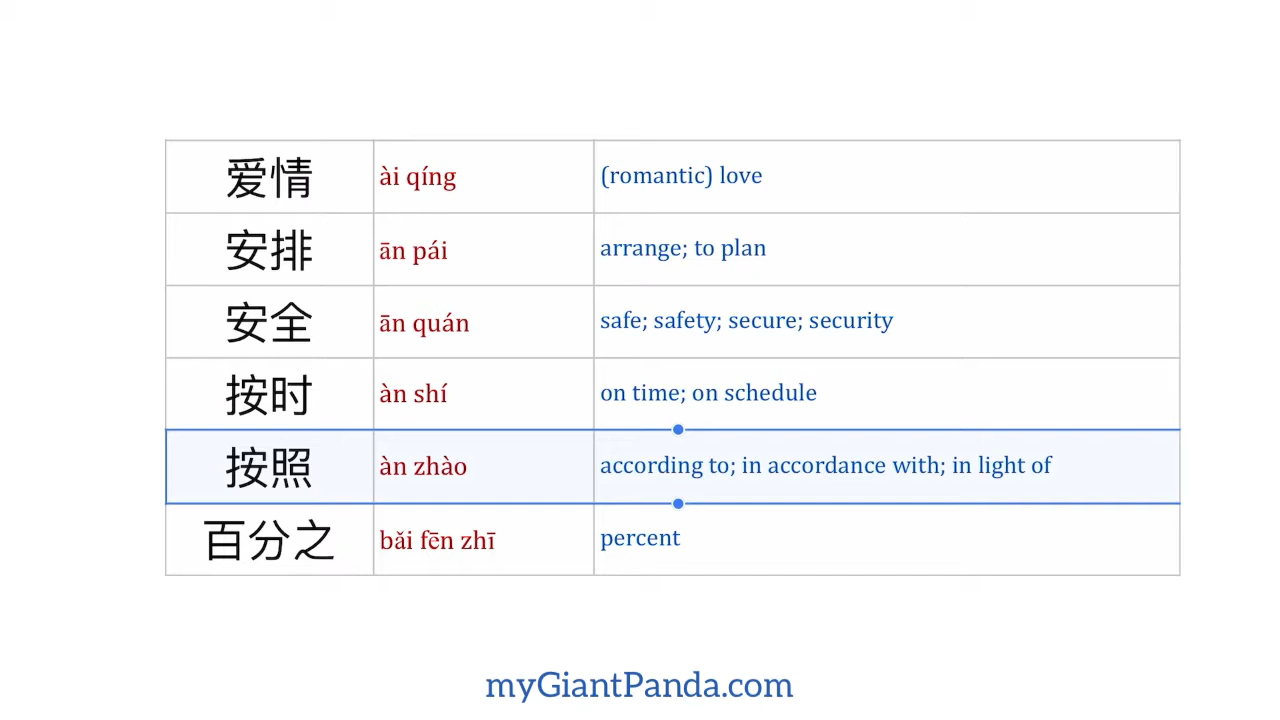 爱情 ài qíng (romantic) love
安排 ān pái arrange; to plan
安全 ān quán safe; safety; secure; security
按时 àn shí on time; on schedule
按照 àn zhào according to; in accordance with; in light of
百分之 bǎi fēn zhī percent
myGiantPanda.com